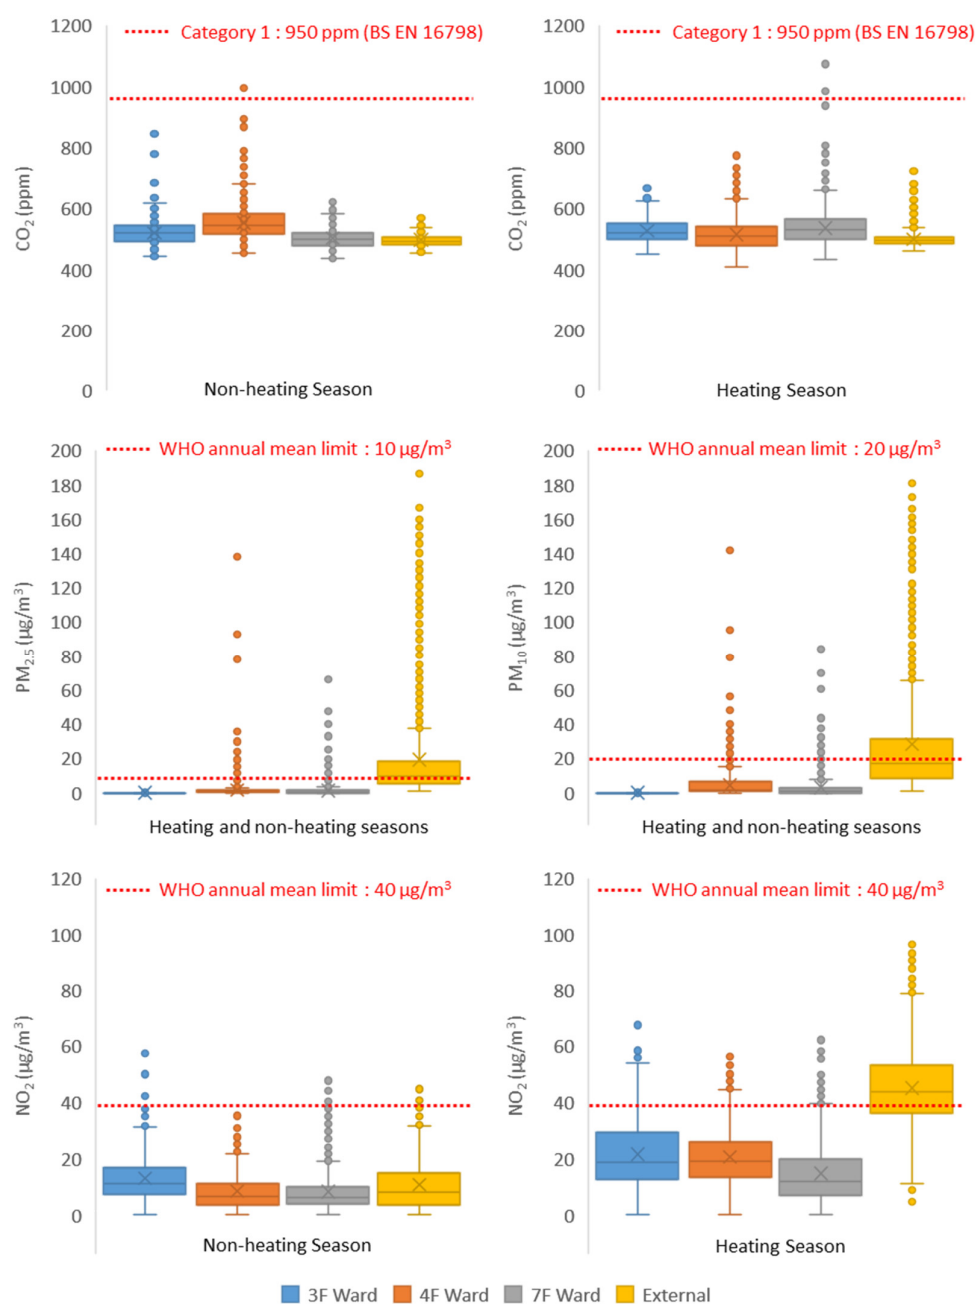 Category 1 : 950 ppm (BS EN 16798)
1200
1000
800
600
400
200
0
CO2 (ppm)
Non-heating Season
Category 1 : 950 ppm (BS EN 16798)
1200
1000
800
600
400
200
0
CO2 (ppm)
Heating Season
WHO annual mean limit : 10 µg/m³
200
180
160
140
120
100
80
60
40
20
0
PM2.5 (µg/m³)
Heating and non-heating seasons
WHO annual mean limit : 20 µg/m³
200
180
160
140
120
100
80
60
40
20
0
PM10 (µg/m³)
Heating and non-heating seasons
WHO annual mean limit : 40 µg/m³
120
100
80
60
40
20
0
NO2 (µg/m³)
Non-heating Season
WHO annual mean limit : 40 µg/m³
120
100
80
60
40
20
0
NO2 (µg/m³)
Heating Season
3F Ward 4F Ward 7F Ward External